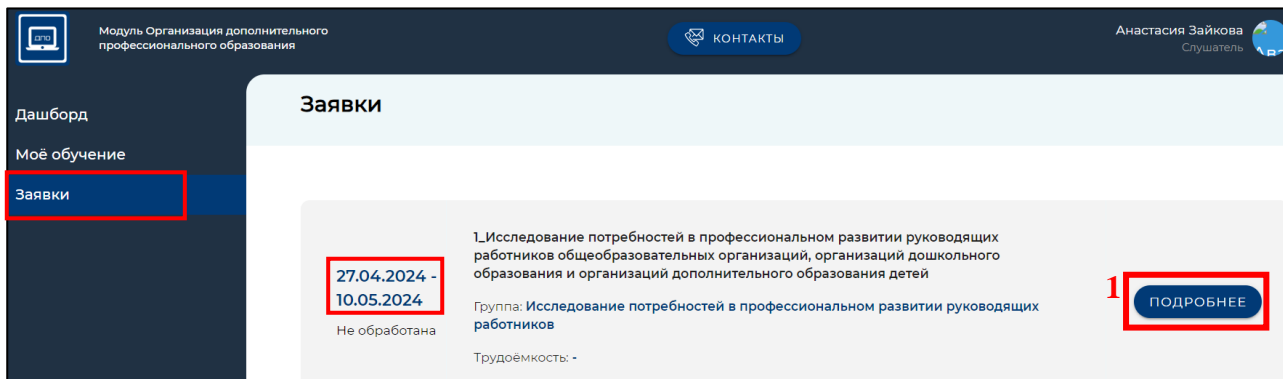 дпо
Модуль Организация дополнительного
профессионального образования
КОНТАКТЫ
Анастасия Зайкова
Слушатель
Дашборд
Моё обучение
Заявки
Заявки
27.04.2024 -
10.05.2024
Не обработана
1_Исследование потребностей в профессиональном развитии руководящих
работников общеобразовательных организаций, организаций дошкольного
образования и организаций дополнительного образования детей
Группа: Исследование потребностей в профессиональном развитии руководящих
работников
Трудоёмкость: -
1
ПОДРОБНЕЕ